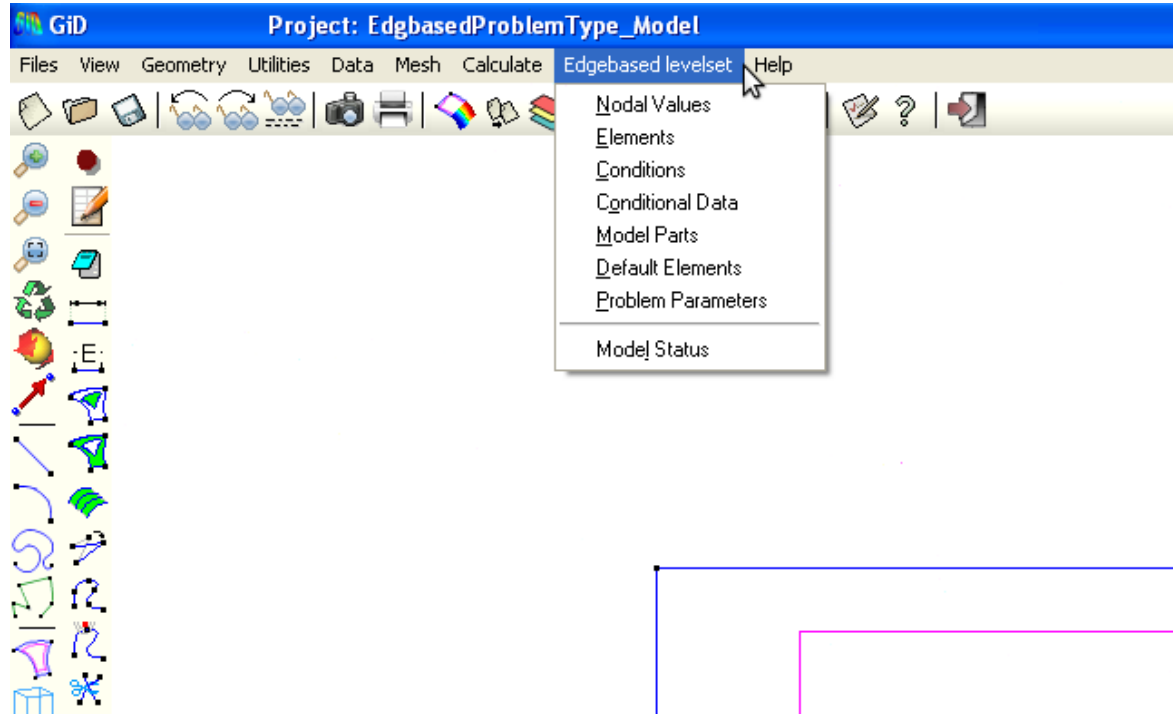 GiD Project: EdgbasedProblemType_Model
Files View Geometry Utilities Data Mesh Calculate Edgebased levelset Help
Nodal Values
Elements
Conditions
Conditional Data
Model Parts
Default Elements
Problem Parameters
Model Status
E